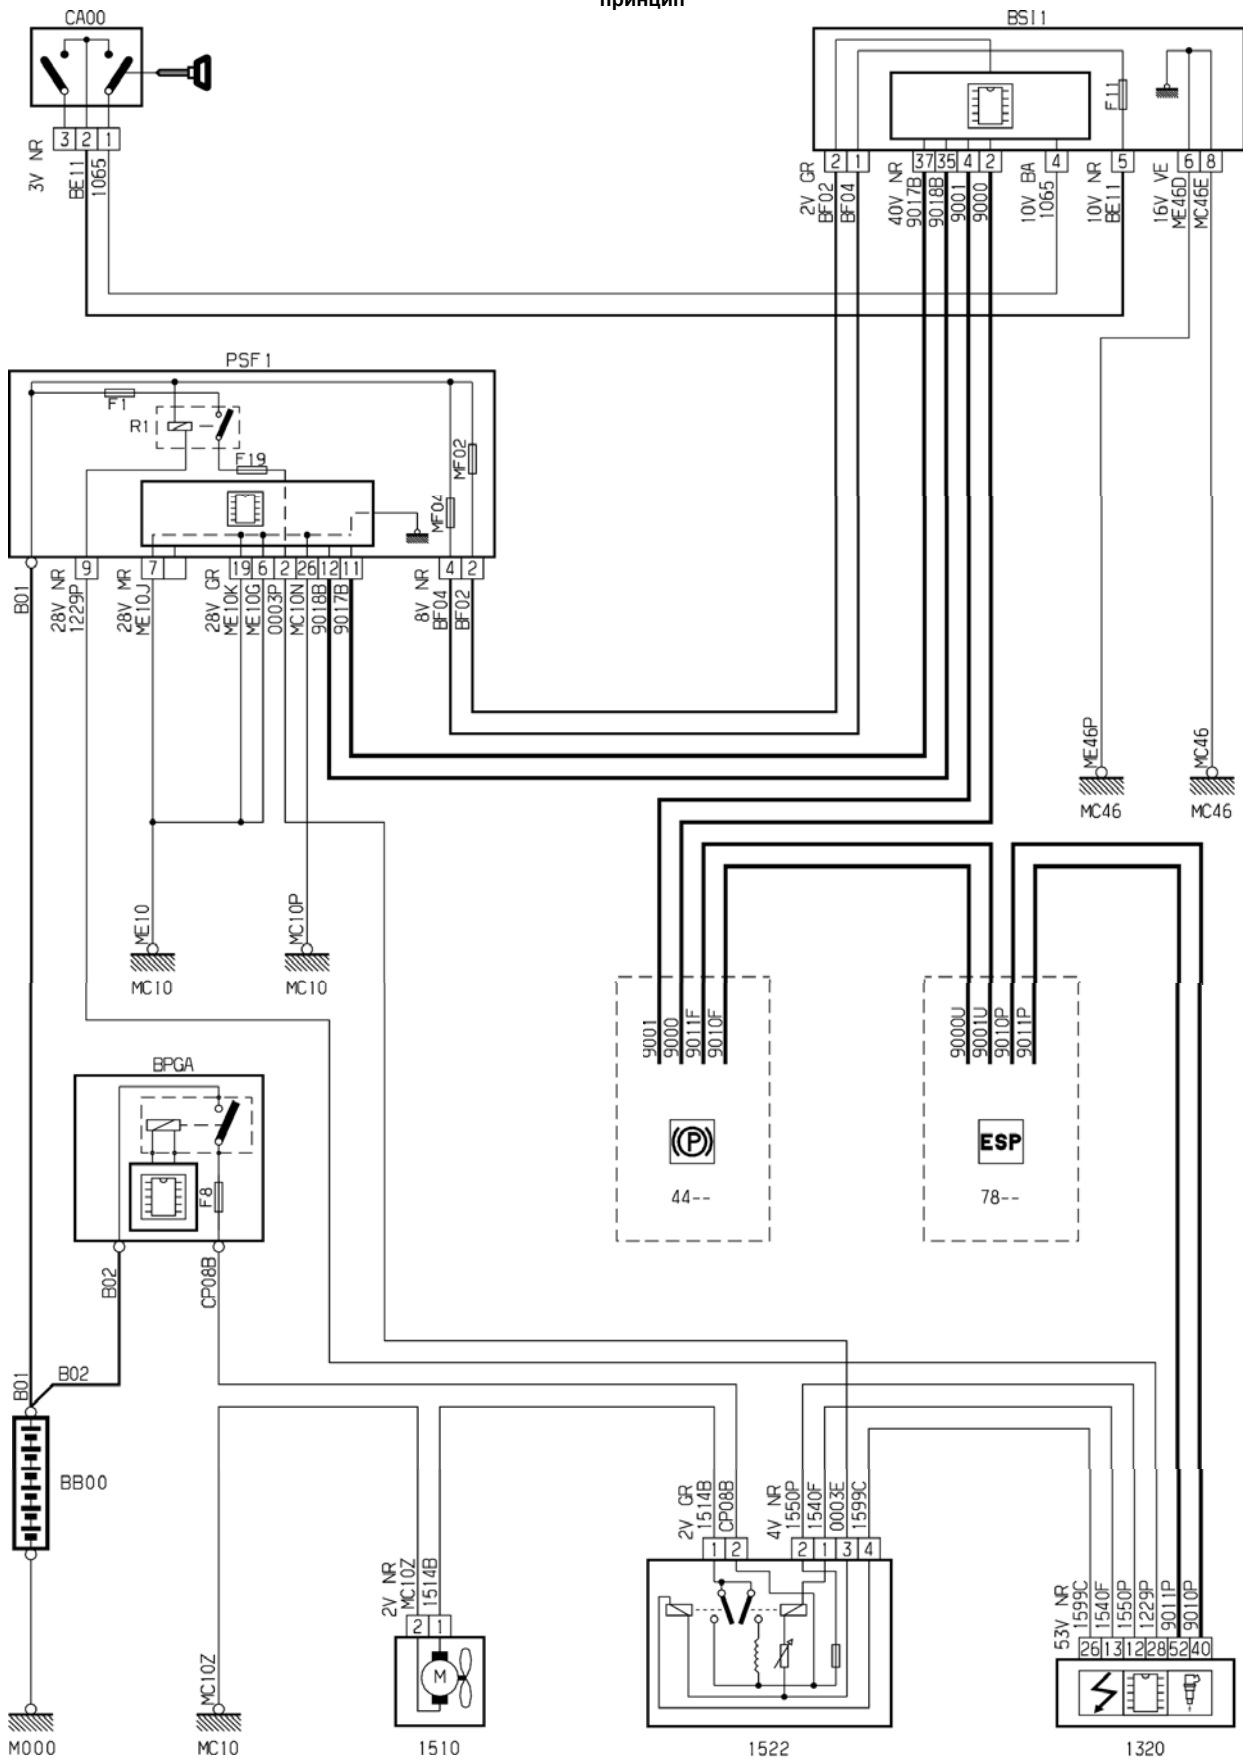 принцип
CA00
BSI1
F11
3 2 1
3V NR
BE11
1065
2 1 37 35 4 2 4 5 6 8
2V GR
BF02
BF04
40V NR
9017B
9018B
9001
9000
10V BA
1065
10V NR
BE11
16V VE
ME46D
MC46E
PSF1
F1
R1
F19
MF02
MF04
9 7 19 6 2 26 12 11 4 2
B01
28V NR
1229P
28V MR
ME10J
28V GR
ME10K
ME10G
0003P
MC10N
9018B
9017B
8V NR
BF04
BF02
ME46P
MC46
MC46 MC46
ME10
MC10P
MC10 MC10
9001
9000
9011F
9010F
9000U
9001U
9010P
9011P
BPGA
F8
(P) ESP
44-- 78--
B02
CP08B
B01
B02
BB00
2V GR
1514B
CP08B
4V NR
1550P
1540F
0003E
1599C
1 2 2 1 3 4
2V NR
MC10Z
1514B
2 1
53V NR
1599C
1540F
1550P
1229P
9011P
9010P
26 13 12 28 52 40
MC10Z
M
M000 MC10 1510 1522 1320